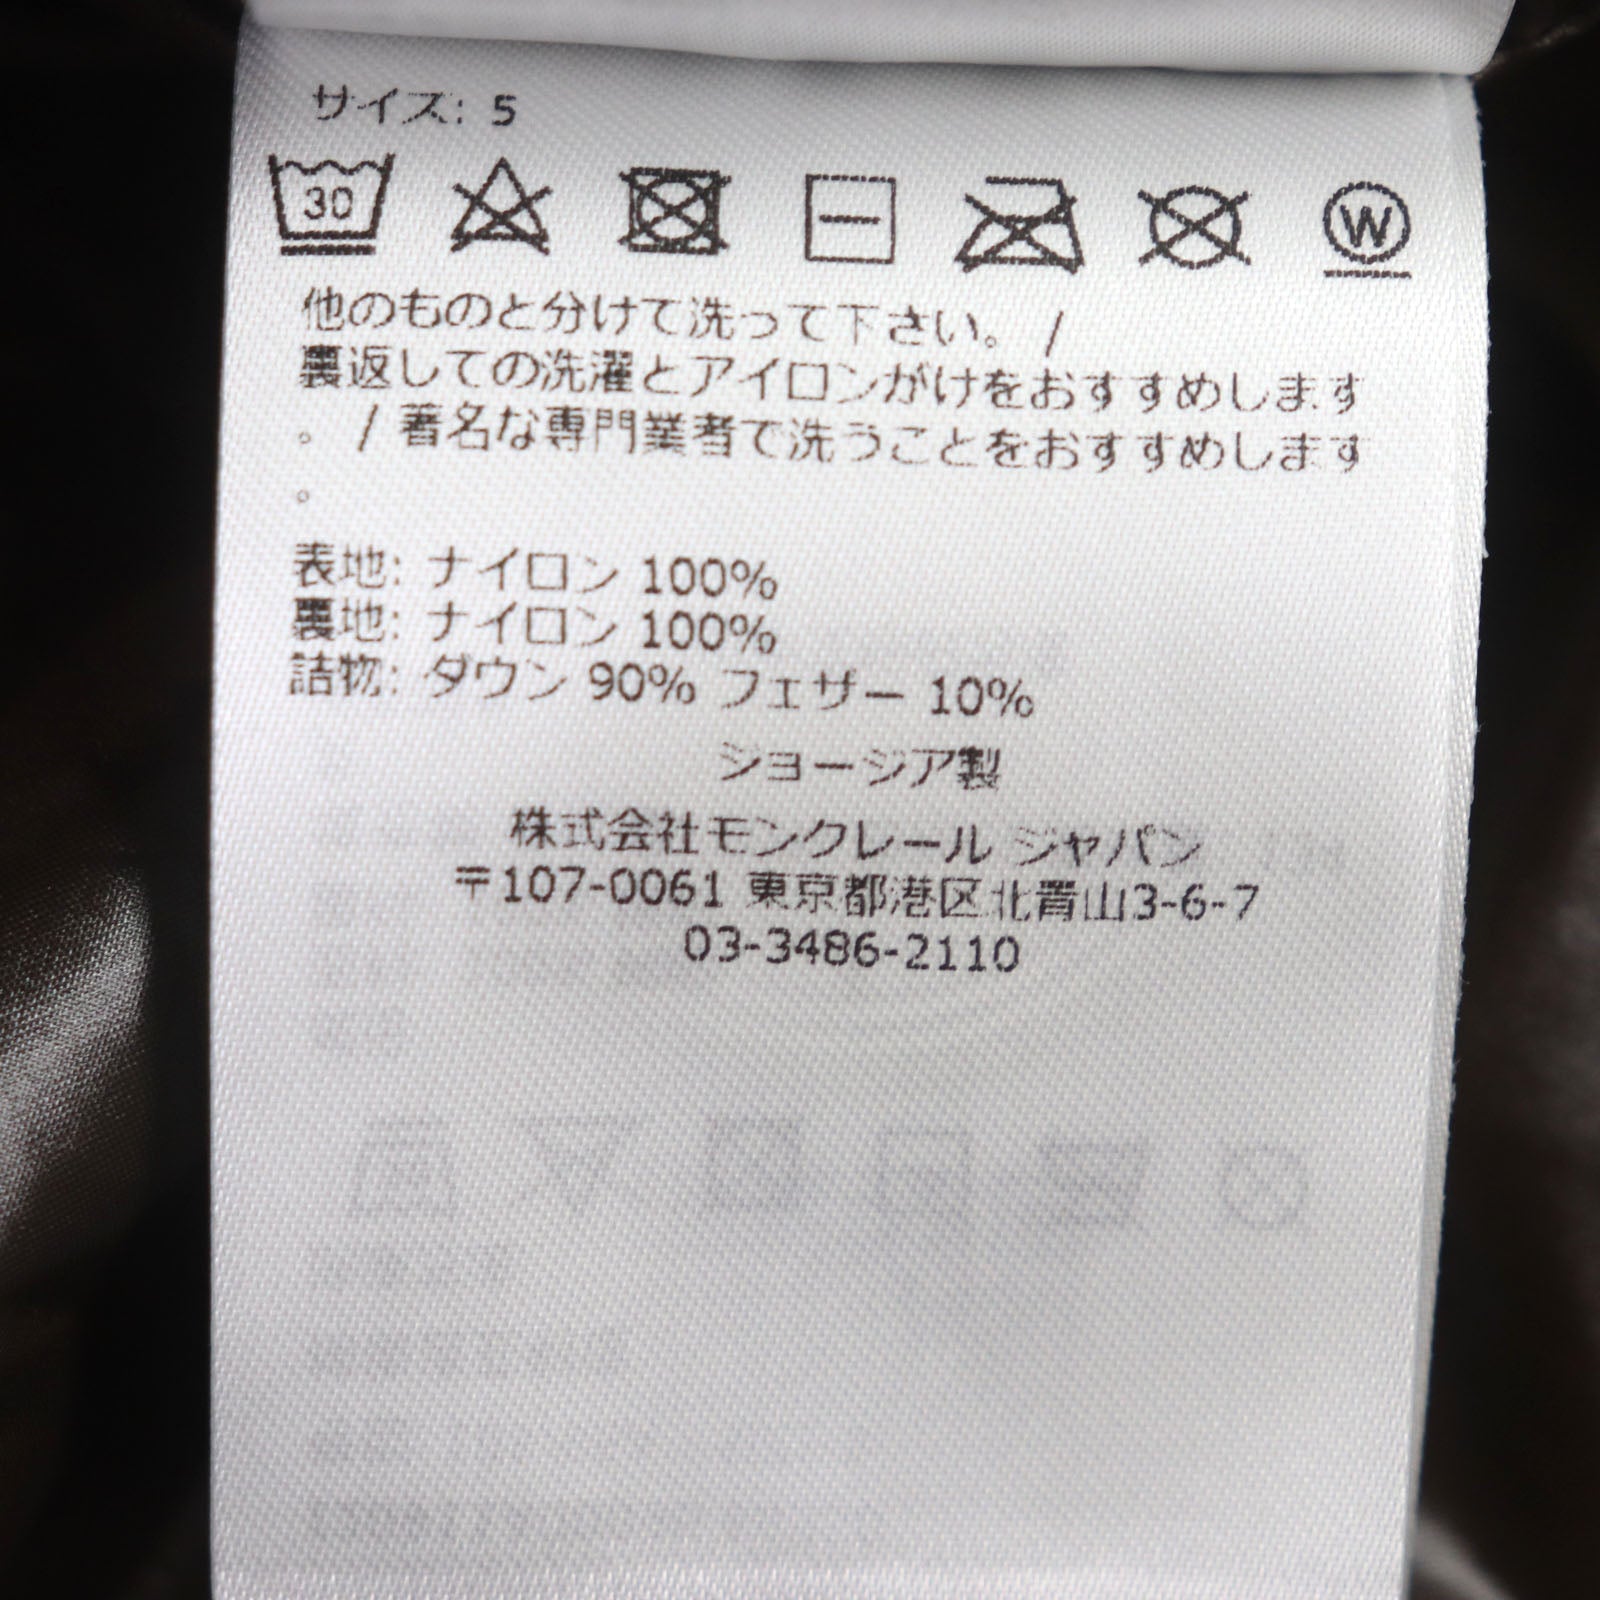 サイズ: 5
30
W
他のものと分けて洗って下さい。 /
裏返しての洗濯とアイロンがけをおすすめします
。 / 著名な専門業者で洗うことをおすすめします
。
表地: ナイロン 100%
裏地: ナイロン 100%
詰物: ダウン 90% フェザー 10%
ジョージア製
株式会社モンクレール ジャパン
〒107-0061 東京都港区北青山3-6-7
03-3486-2110